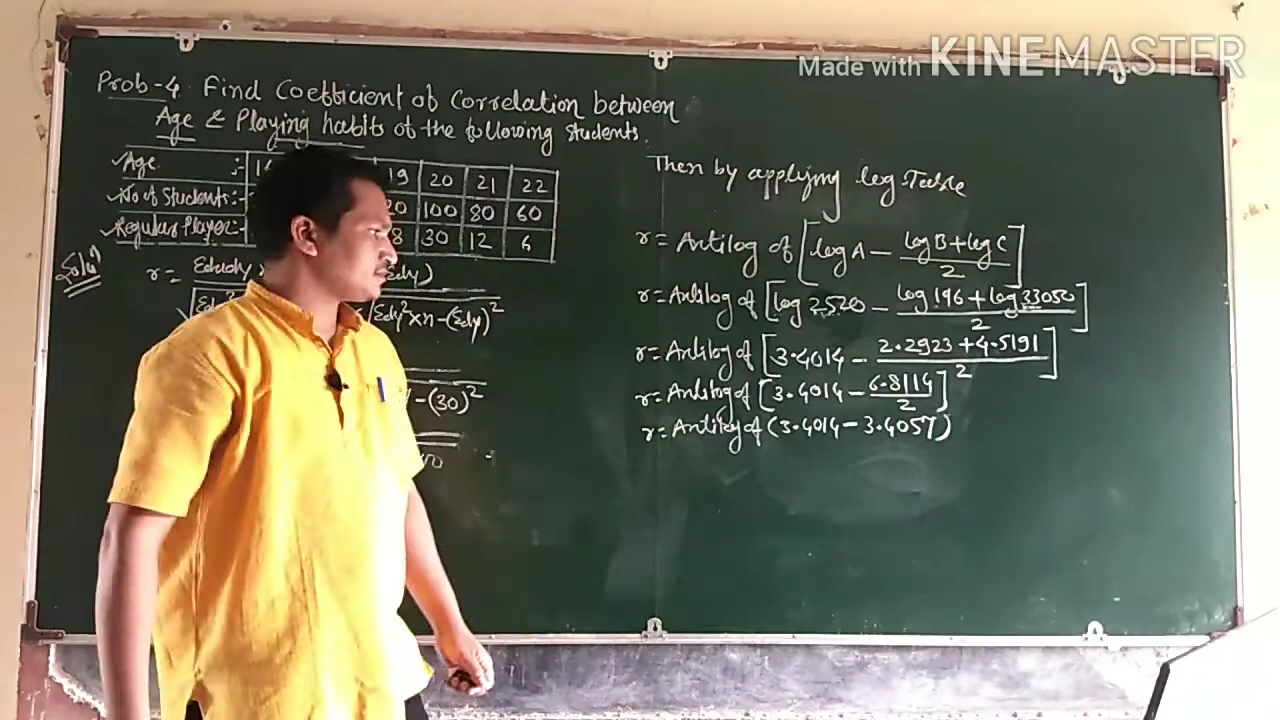 Made with KINEMASTER
Prob-4. Find Coefficient of Correlation between
Age & Playing habits of the following students.
Age :- 19 20 21 22
No of Students:- 100 80 60
Regular Player:- 30 12 6
r =
√Σdy²×n-(Σdy)²
-(30)²
Then by applying log Table
r = Antilog of [log A - log B + log C / 2]
r = Antilog of [log 2520 - log 196 + log 33050 / 2]
r = Antilog of [3.4014 - 2.2923 + 4.5191 / 2]
r = Antilog of [3.4014 - 6.8114 / 2]
r = Antilog of (3.4014 - 3.4057)